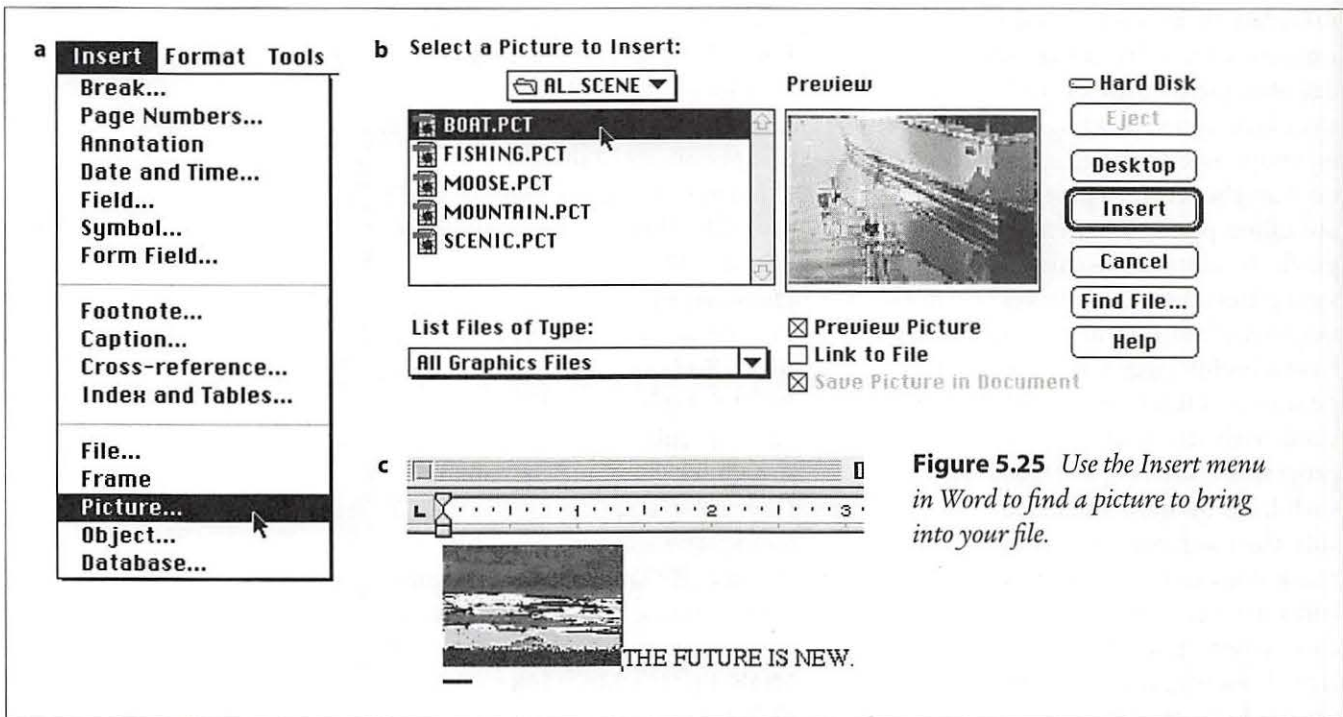 a
Insert Format Tools
Break...
Page Numbers...
Annotation
Date and Time...
Field...
Symbol...
Form Field...
Footnote...
Caption...
Cross-reference...
Index and Tables...
File...
Frame
Picture...
Object...
Database...
b
Select a Picture to Insert:
AL_SCENE
BOAT.PCT
FISHING.PCT
MOOSE.PCT
MOUNTAIN.PCT
SCENIC.PCT
List Files of Type:
All Graphics Files
Preview
Preview Picture
Link to File
Save Picture in Document
Hard Disk
Eject
Desktop
Insert
Cancel
Find File...
Help
c
1 2 3
THE FUTURE IS NEW.
Figure 5.25 Use the Insert menu
in Word to find a picture to bring
into your file.